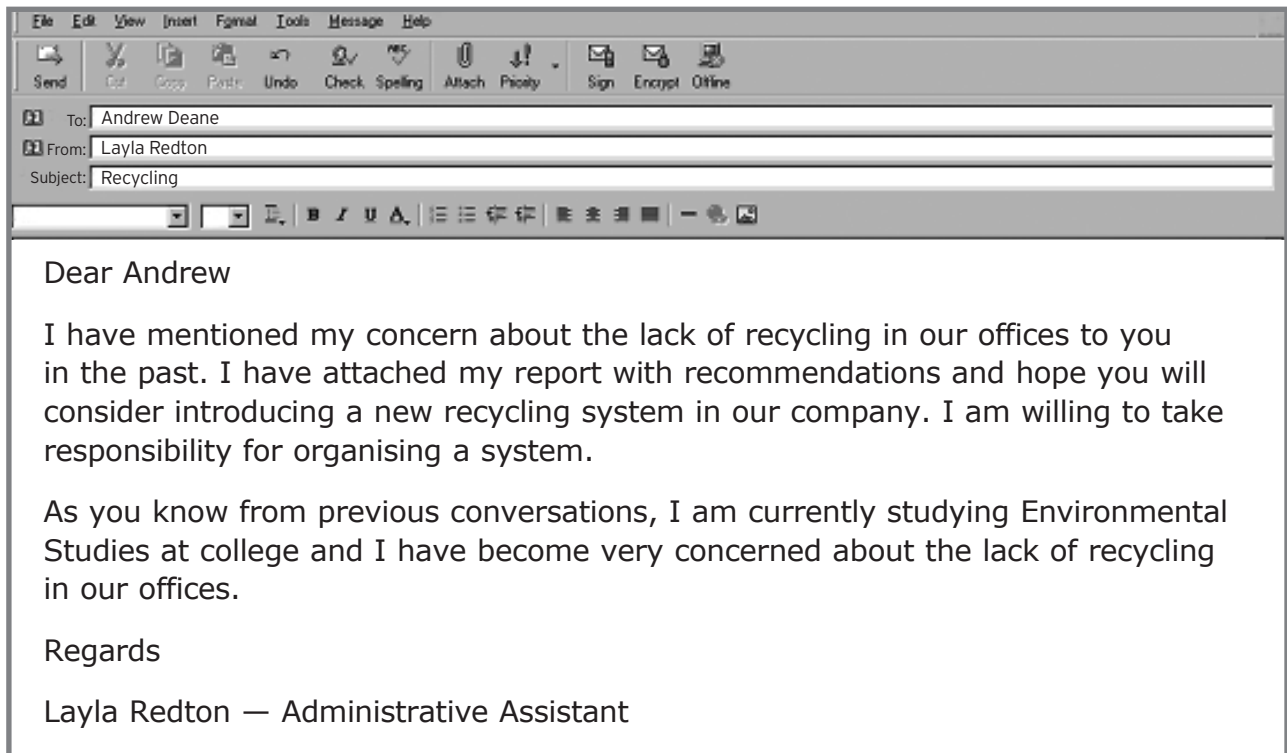 File Edit View Insert Format Tools Message Help
Send Cut Copy Paste Undo Check Spelling Attach Priority Sign Encrypt Offline
To: Andrew Deane
From: Layla Redton
Subject: Recycling
Dear Andrew
I have mentioned my concern about the lack of recycling in our offices to you
in the past. I have attached my report with recommendations and hope you will
consider introducing a new recycling system in our company. I am willing to take
responsibility for organising a system.
As you know from previous conversations, I am currently studying Environmental
Studies at college and I have become very concerned about the lack of recycling
in our offices.
Regards
Layla Redton — Administrative Assistant